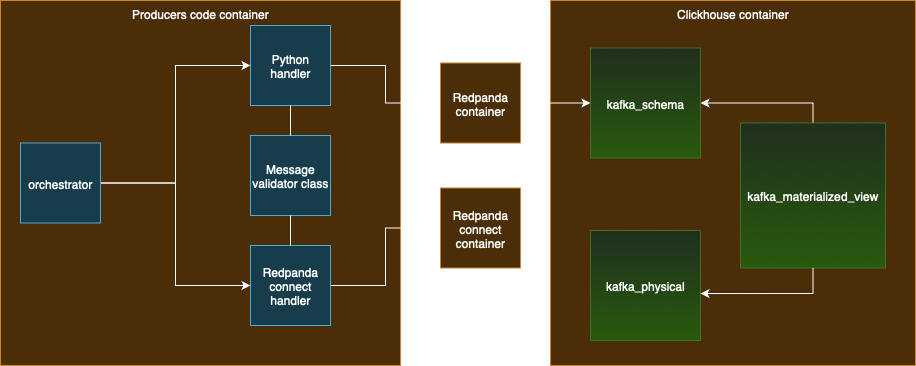 Producers code container
Clickhouse container
Python
handler
Redpanda
container
kafka_schema
orchestrator
Message
validator class
kafka_materialized_view
Redpanda
connect
container
Redpanda
connect
handler
kafka_physical